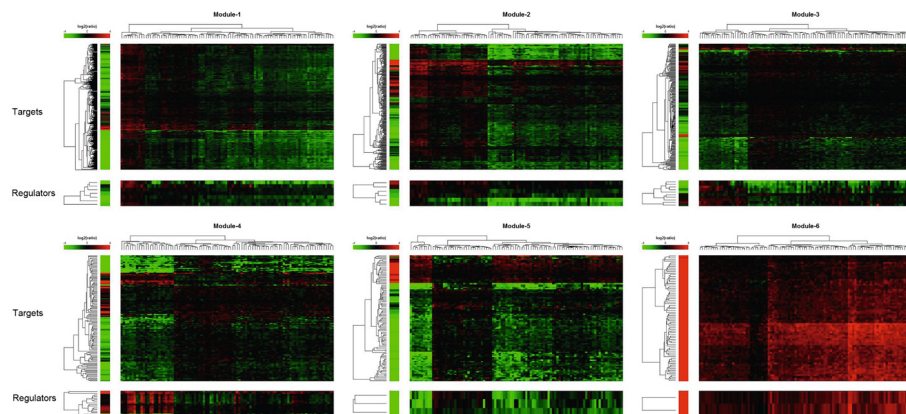 Module-1
Module-2
Module-3
log2(ratio)
log2(ratio)
log2(ratio)
Targets
Regulators
Module-4
Module-5
Module-6
log2(ratio)
log2(ratio)
log2(ratio)
Targets
Regulators